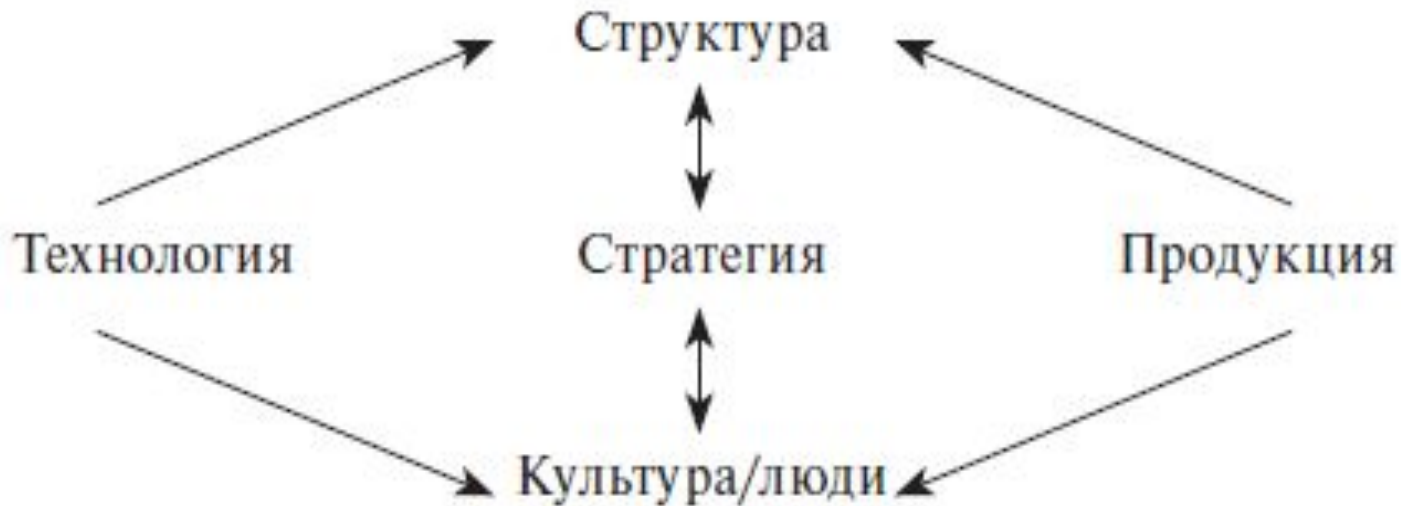 Структура
Технология Стратегия Продукция
Культура/люди